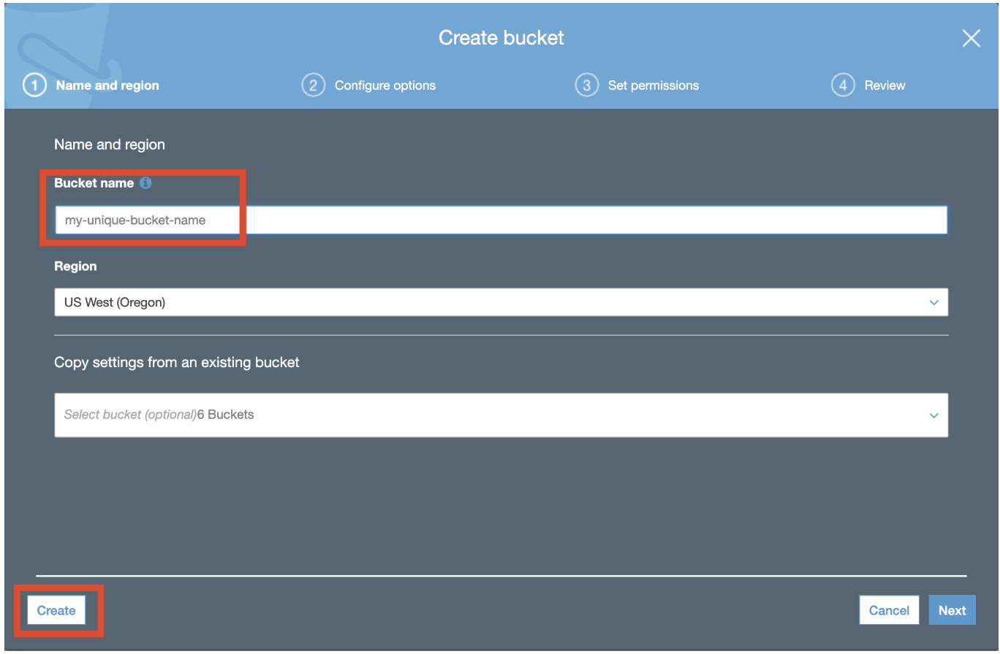 Create bucket
1 Name and region
2 Configure options
3 Set permissions
4 Review
Name and region
Bucket name i
my-unique-bucket-name
Region
US West (Oregon)
Copy settings from an existing bucket
Select bucket (optional)6 Buckets
Create
Cancel
Next